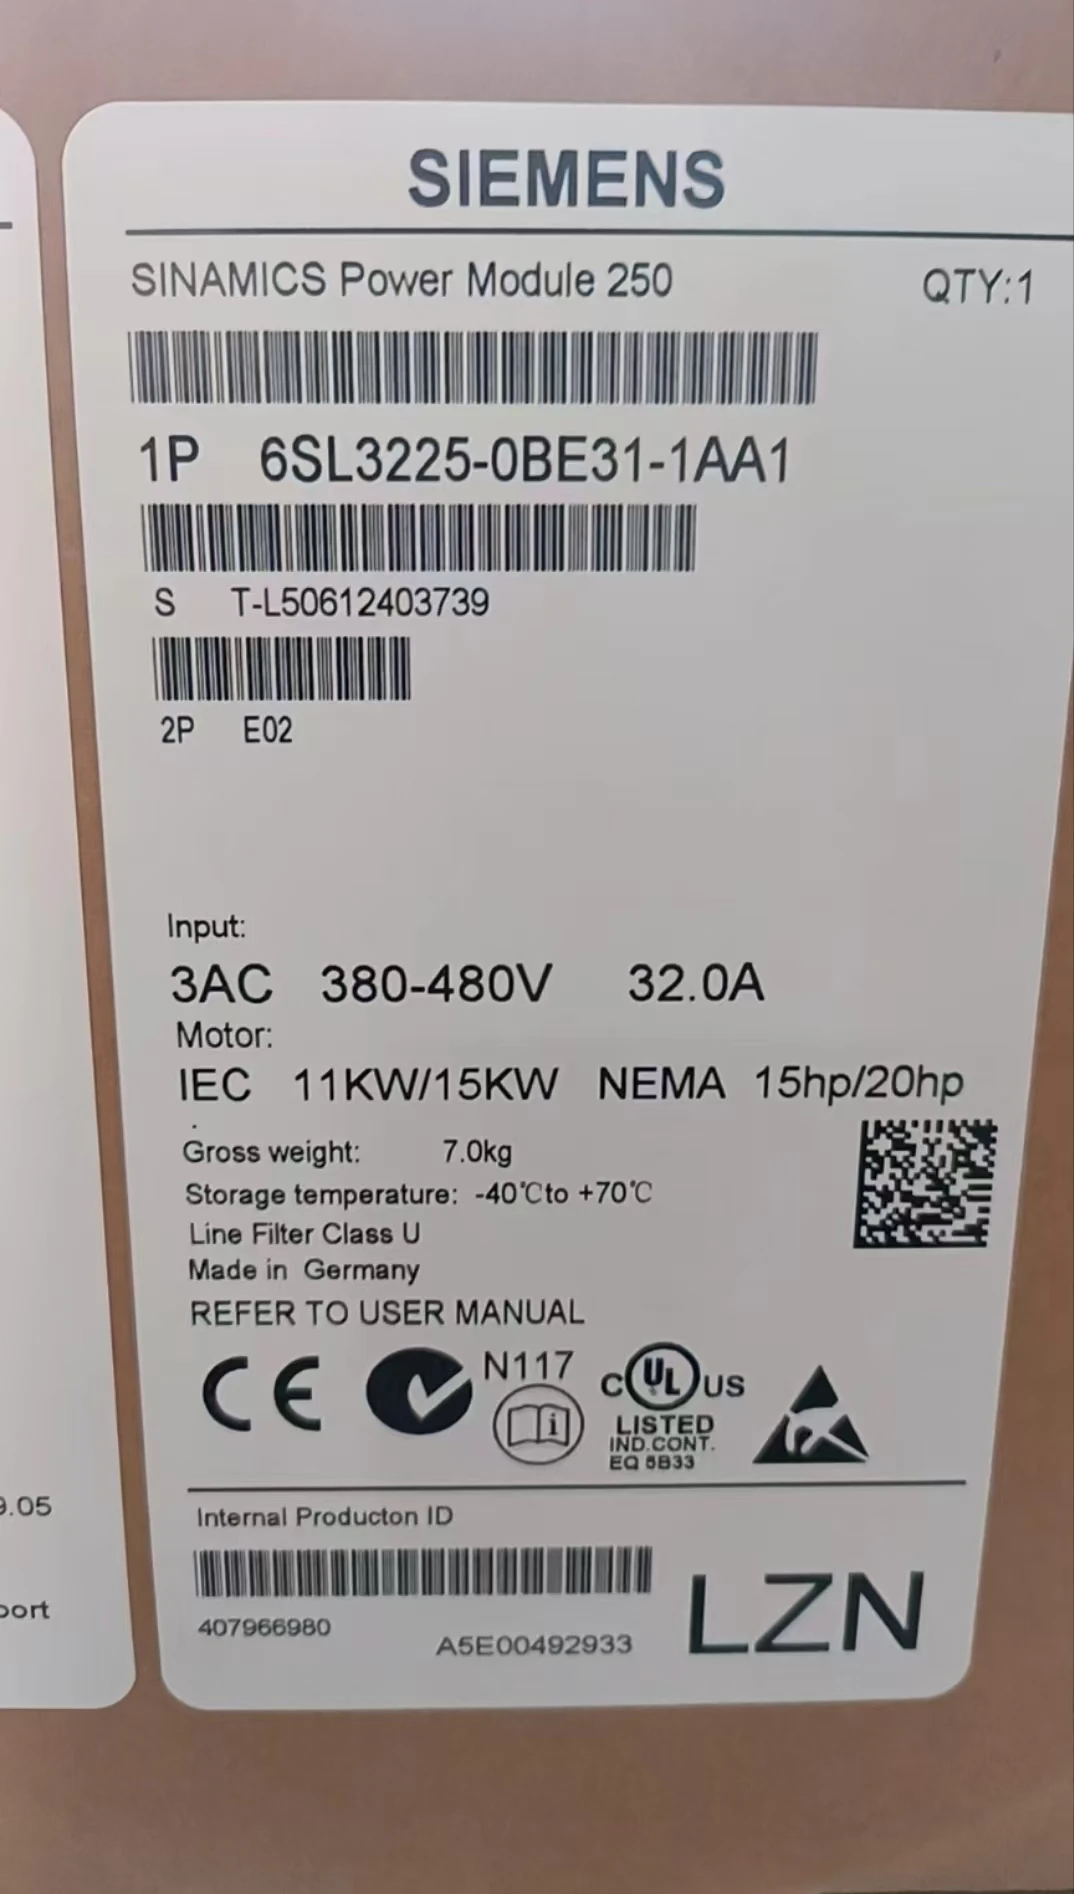 SIEMENS
SINAMICS Power Module 250 QTY:1
1P 6SL3225-0BE31-1AA1
S T-L50612403739
2P E02
Input:
3AC 380-480V 32.0A
Motor:
IEC 11KW/15KW NEMA 15hp/20hp
Gross weight: 7.0kg
Storage temperature: -40℃to +70℃
Line Filter Class U
Made in Germany
REFER TO USER MANUAL
CE N117 i
c UL US
LISTED
IND.CONT.
EQ 5B33
Internal Producton ID
407966980 A5E00492933 LZN
9.05
port